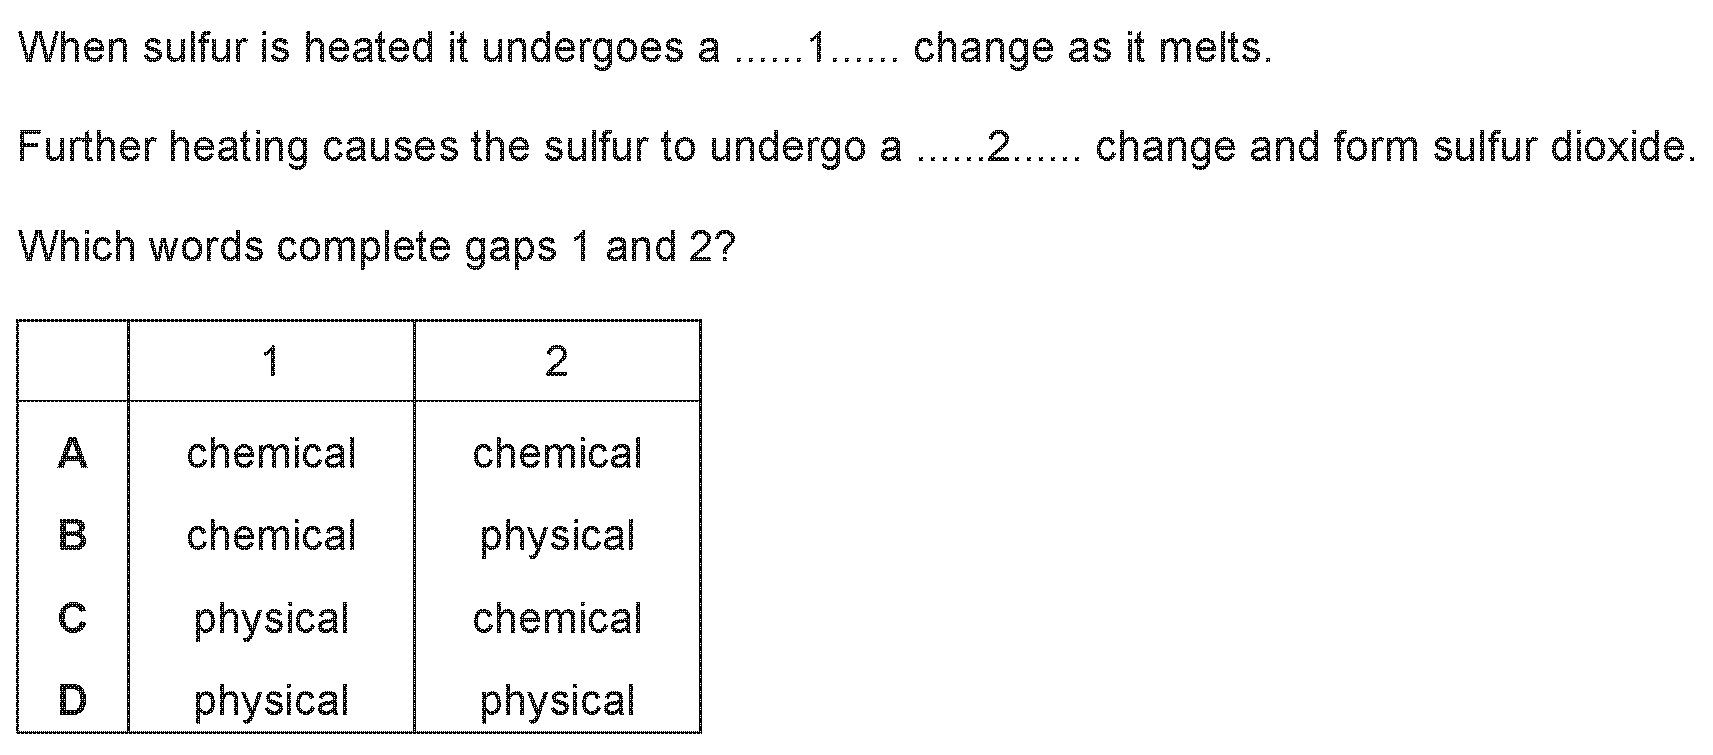 When sulfur is heated it undergoes a ......1...... change as it melts.
Further heating causes the sulfur to undergo a ......2...... change and form sulfur dioxide.
Which words complete gaps 1 and 2?
1 2
A chemical chemical
B chemical physical
C physical chemical
D physical physical